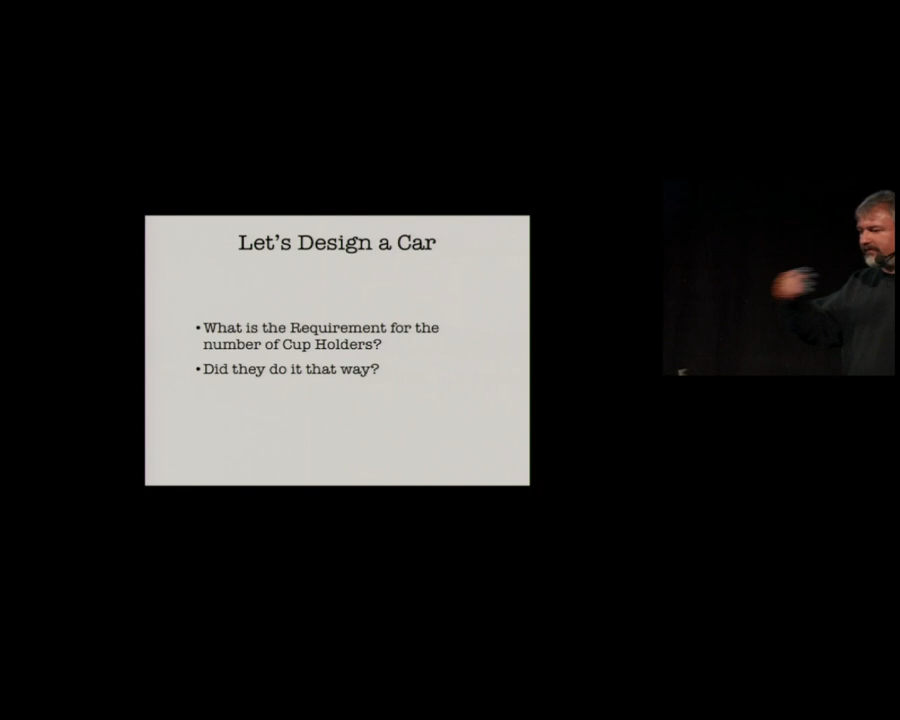 Let's Design a Car
• What is the Requirement for the
number of Cup Holders?
• Did they do it that way?